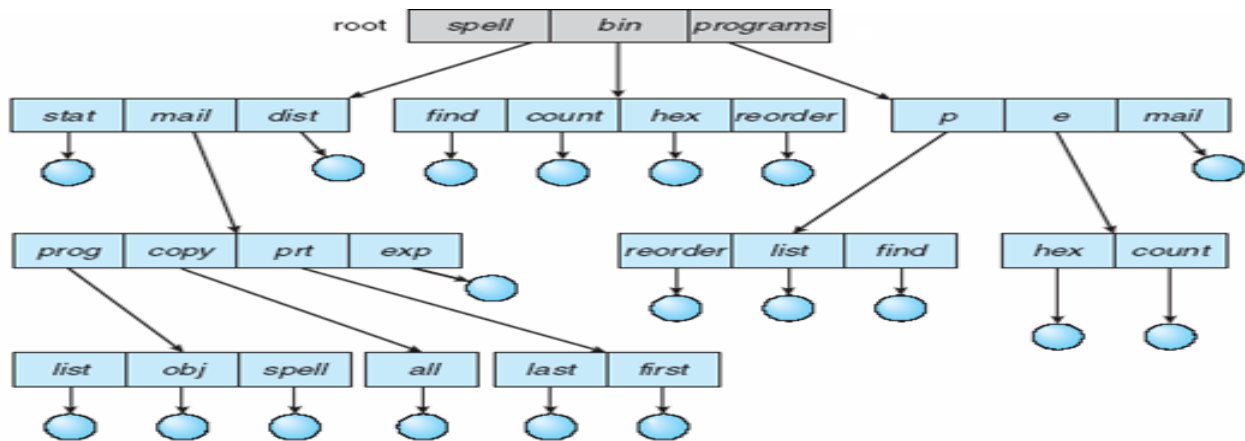 root spell bin programs
stat mail dist find count hex reorder p e mail
prog copy prt exp reorder list find hex count
list obj spell all last first